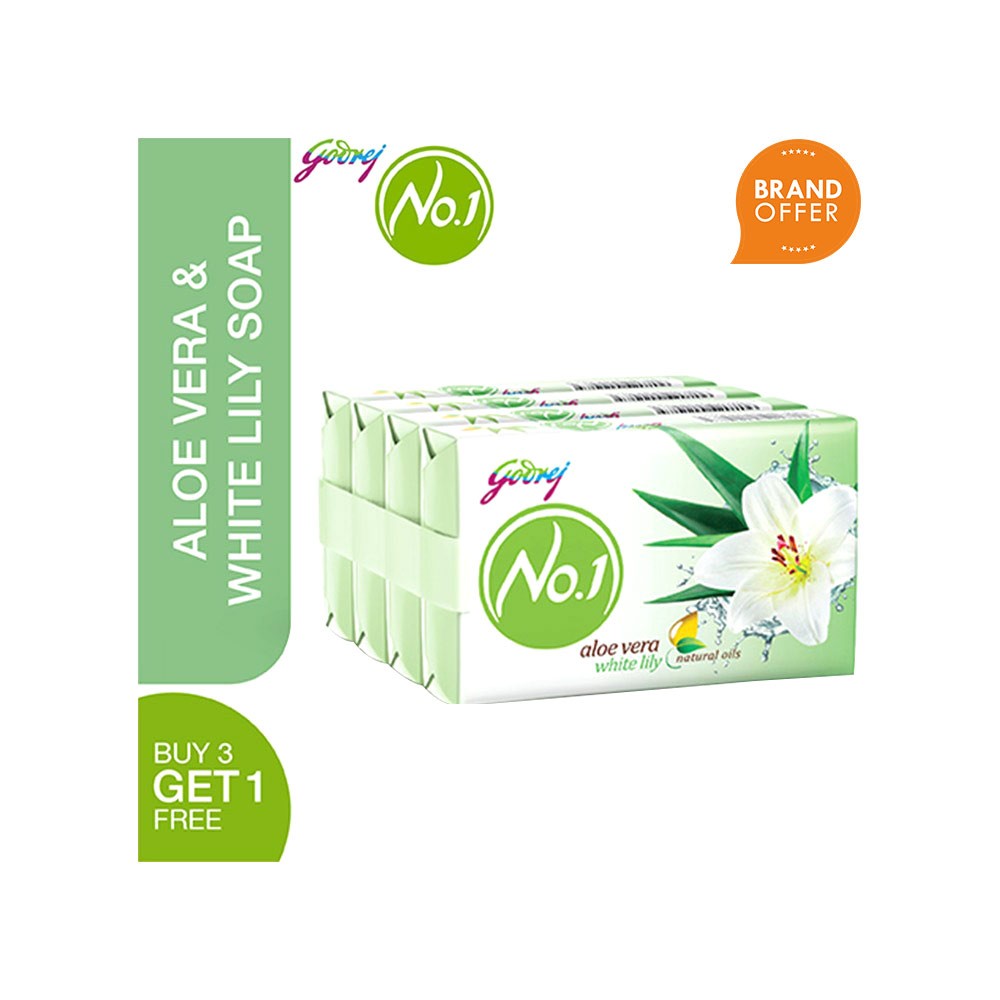 ALOE VERA &
WHITE LILY SOAP
Godrej
No.1
BRAND
OFFER
Godrej
No.1
aloe vera
white lily
natural oils
BUY 3
GET 1
FREE